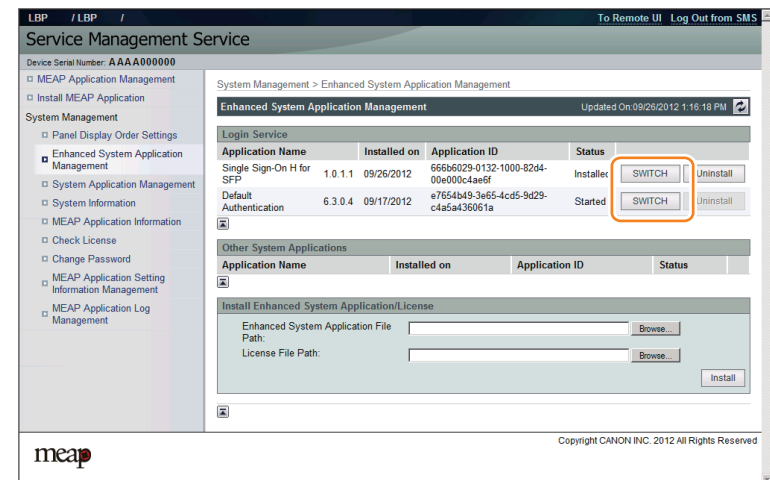 LBP / LBP /
To Remote UI Log Out from SMS
Service Management Service
Device Serial Number: AAAA000000
MEAP Application Management
Install MEAP Application
System Management
Panel Display Order Settings
Enhanced System Application
Management
System Application Management
System Information
MEAP Application Information
Check License
Change Password
MEAP Application Setting
Information Management
MEAP Application Log
Management
System Management > Enhanced System Application Management
Enhanced System Application Management Updated On:09/26/2012 1:16:18 PM
Login Service
Application Name Installed on Application ID Status
Single Sign-On H for
SFP 1.0.1.1 09/26/2012 666b6029-0132-1000-82d4-
00e000c4ae6f Installed SWITCH Uninstall
Default
Authentication 6.3.0.4 09/17/2012 e7654b49-3e65-4cd5-9d29-
c4a5a436061a Started SWITCH Uninstall
Other System Applications
Application Name Installed on Application ID Status
Install Enhanced System Application/License
Enhanced System Application File
Path: Browse...
License File Path: Browse...
Install
Copyright CANON INC. 2012 All Rights Reserved
meap